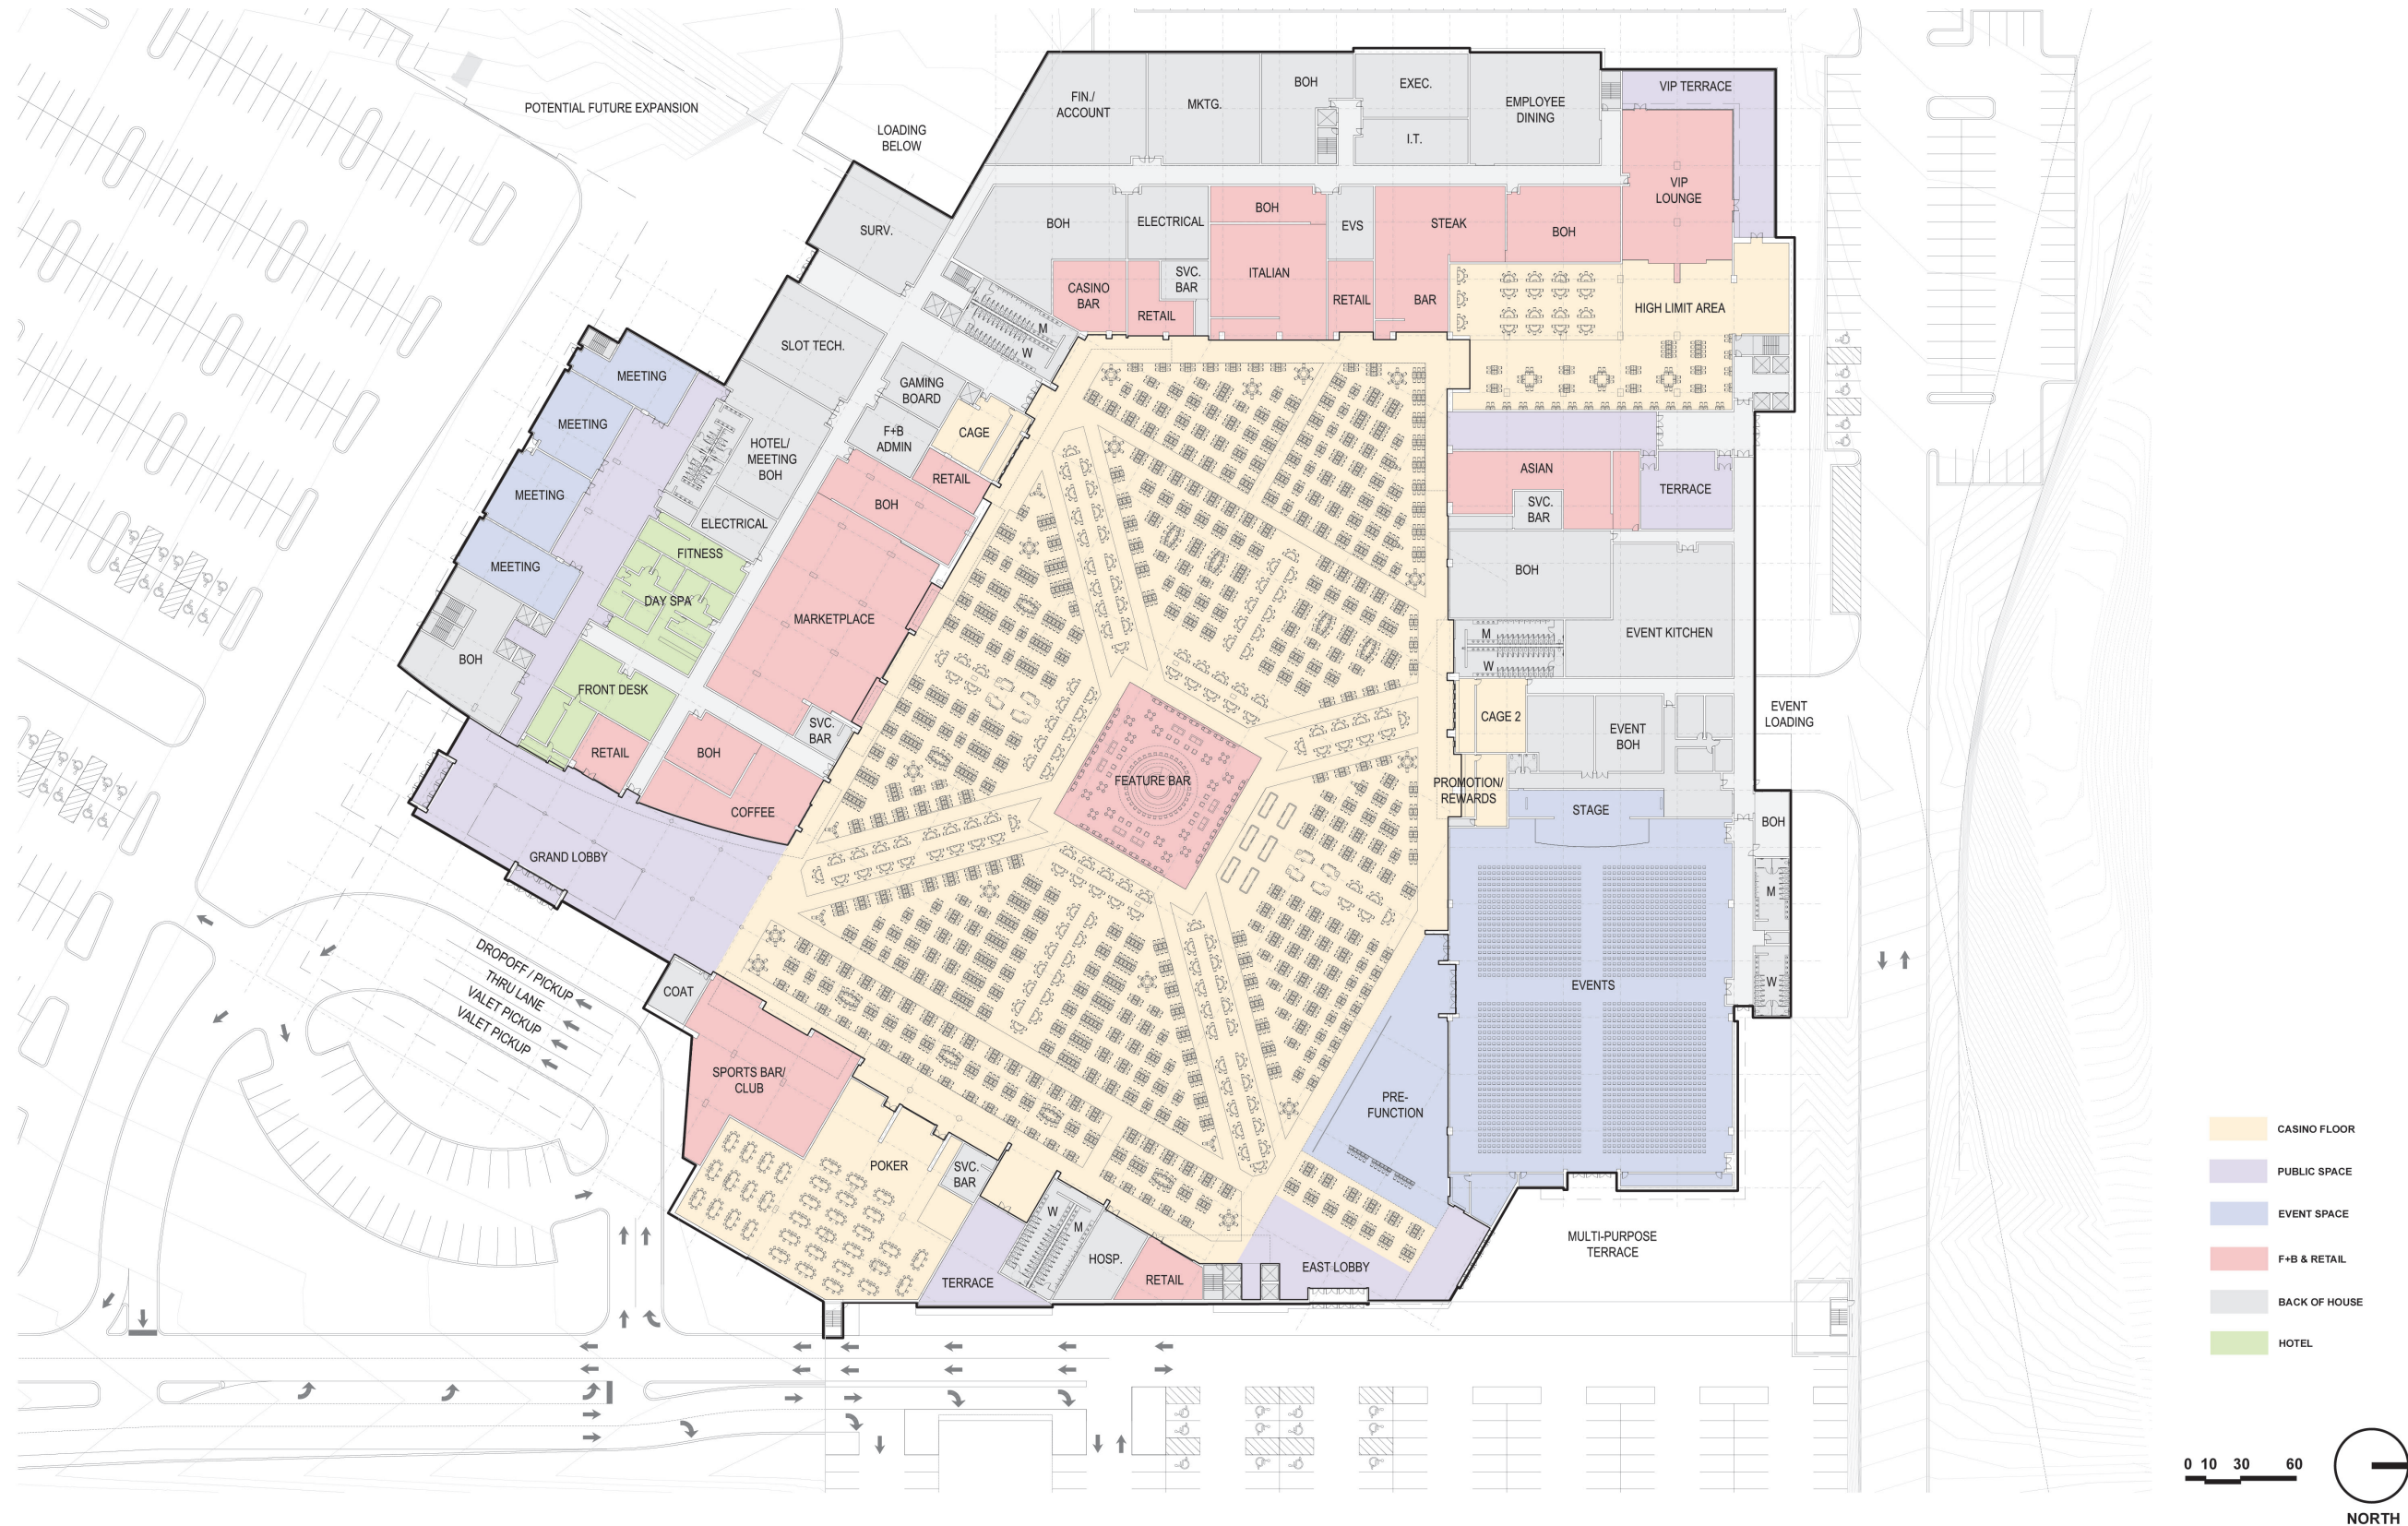 POTENTIAL FUTURE EXPANSION
LOADING
BELOW
FIN./
ACCOUNT
MKTG.
BOH
EXEC.
I.T.
EMPLOYEE
DINING
VIP TERRACE
VIP
LOUNGE
SURV.
BOH
ELECTRICAL
BOH
EVS
STEAK
BOH
ITALIAN
SVC.
BAR
CASINO
BAR
RETAIL
RETAIL
BAR
HIGH LIMIT AREA
M
W
SLOT TECH.
GAMING
BOARD
MEETING
MEETING
MEETING
MEETING
HOTEL/
MEETING
BOH
F+B
ADMIN
CAGE
RETAIL
BOH
ELECTRICAL
FITNESS
DAY SPA
MARKETPLACE
BOH
FRONT DESK
RETAIL
BOH
SVC.
BAR
COFFEE
GRAND LOBBY
ASIAN
SVC.
BAR
TERRACE
BOH
EVENT KITCHEN
M
W
CAGE 2
EVENT
BOH
EVENT
LOADING
FEATURE BAR
PROMOTION/
REWARDS
STAGE
BOH
M
W
EVENTS
DROPOFF / PICKUP
THRU LANE
VALET PICKUP
VALET PICKUP
COAT
SPORTS BAR/
CLUB
POKER
SVC.
BAR
W
M
TERRACE
HOSP.
RETAIL
EAST LOBBY
PRE-
FUNCTION
MULTI-PURPOSE
TERRACE
CASINO FLOOR
PUBLIC SPACE
EVENT SPACE
F+B & RETAIL
BACK OF HOUSE
HOTEL
0 10 30 60
NORTH